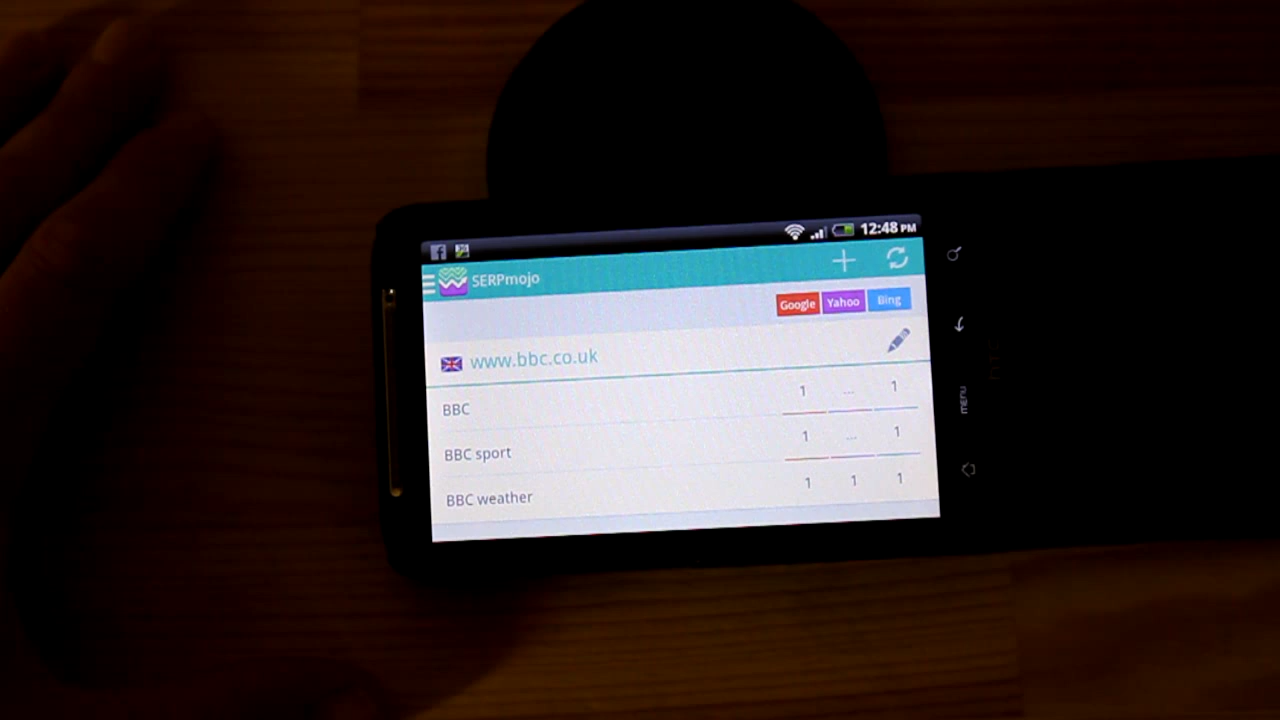 12:48 PM
SERPmojo
Google Yahoo Bing
www.bbc.co.uk
BBC 1 ... 1
BBC sport 1 ... 1
BBC weather 1 1 1
menu